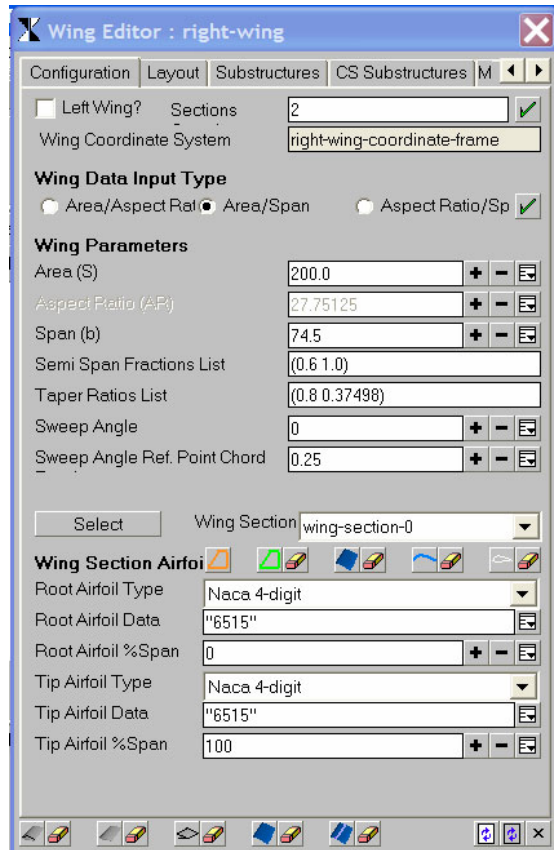 Wing Editor : right-wing
Configuration Layout Substructures CS Substructures M
Left Wing? Sections 2
Wing Coordinate System right-wing-coordinate-frame
Wing Data Input Type
Area/Aspect Rati Area/Span Aspect Ratio/Sp
Wing Parameters
Area (S) 200.0
Aspect Ratio (AR) 27.75125
Span (b) 74.5
Semi Span Fractions List (0.6 1.0)
Taper Ratios List (0.8 0.37498)
Sweep Angle 0
Sweep Angle Ref. Point Chord 0.25
Select Wing Section wing-section-0
Wing Section Airfoi
Root Airfoil Type Naca 4-digit
Root Airfoil Data "6515"
Root Airfoil %Span 0
Tip Airfoil Type Naca 4-digit
Tip Airfoil Data "6515"
Tip Airfoil %Span 100